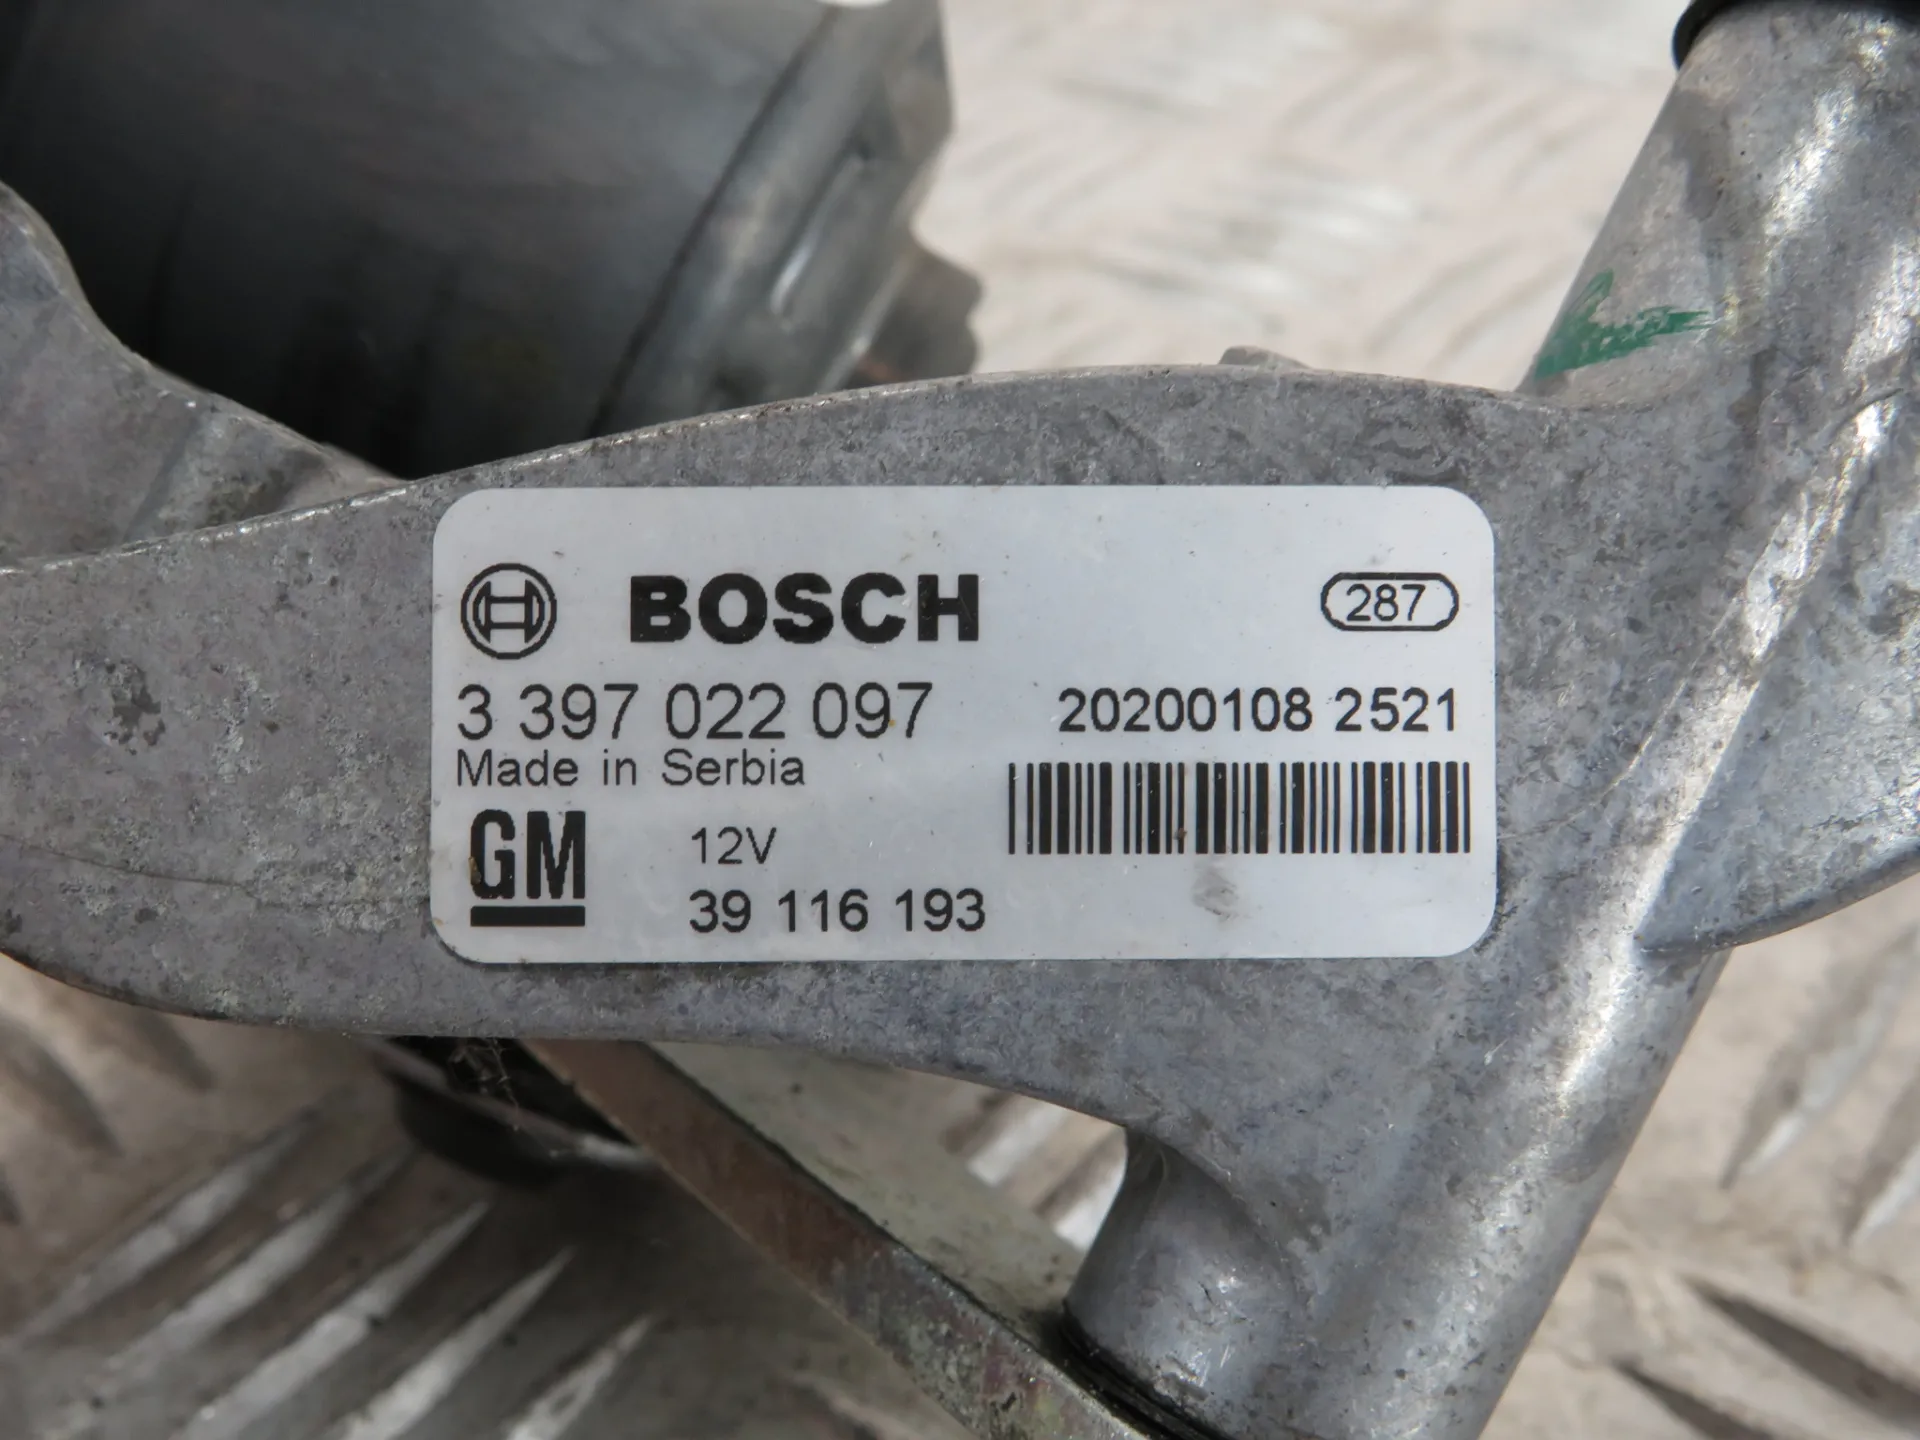 BOSCH 287
3 397 022 097 20200108 2521
Made in Serbia
GM 12V
39 116 193